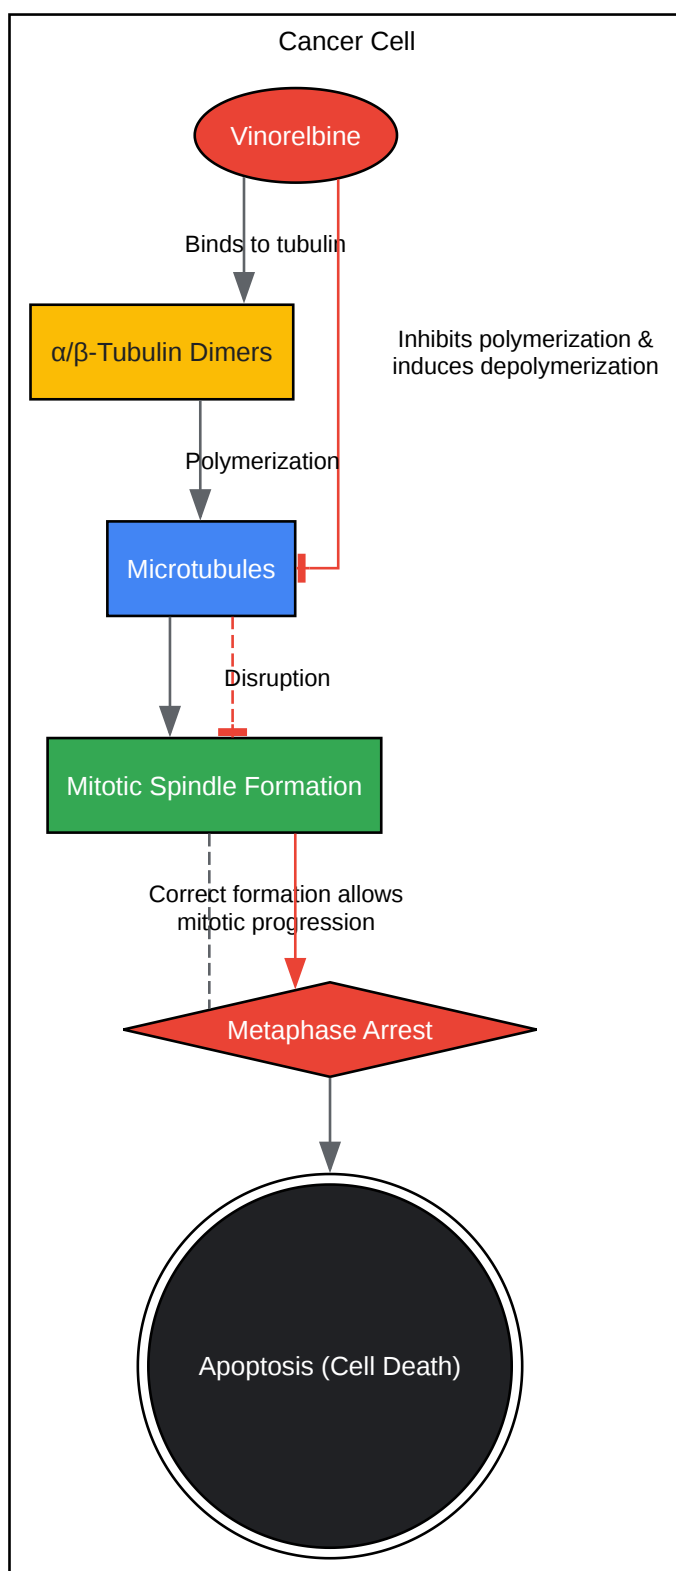 Cancer Cell
Vinorelbine
Binds to tubulin
Inhibits polymerization &
induces depolymerization
α/β-Tubulin Dimers
Polymerization
Microtubules
Disruption
Mitotic Spindle Formation
Correct formation allows
mitotic progression
Metaphase Arrest
Apoptosis (Cell Death)